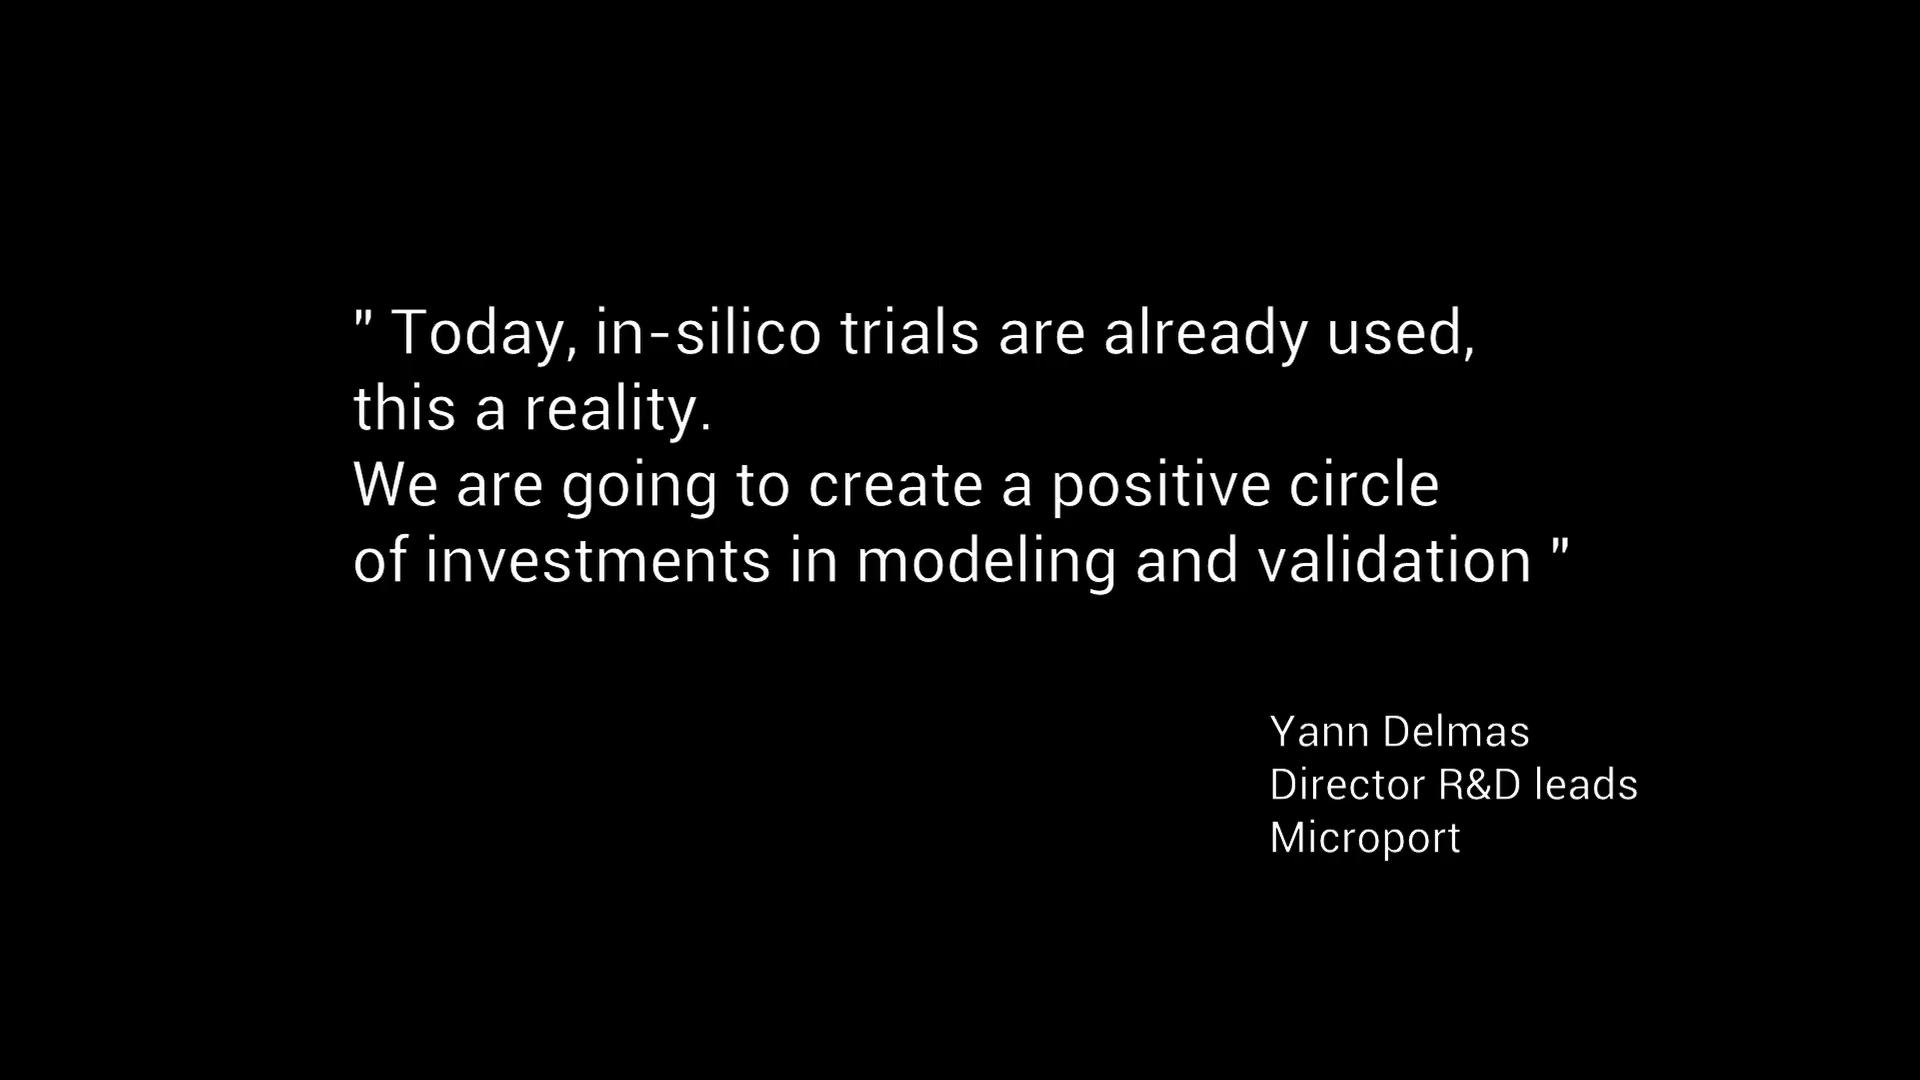 " Today, in-silico trials are already used,
this a reality.
We are going to create a positive circle
of investments in modeling and validation "
Yann Delmas
Director R&D leads
Microport